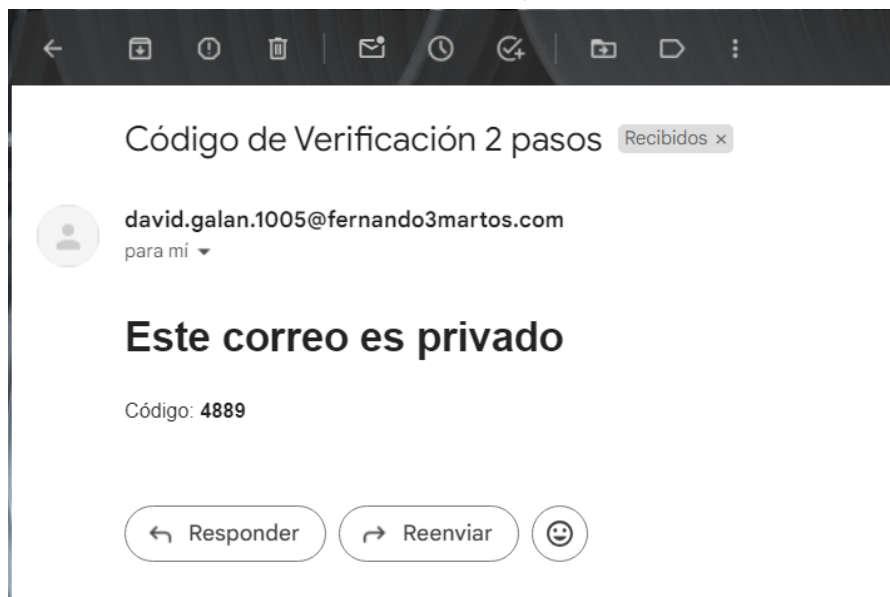 Código de Verificación 2 pasos Recibidos ×
david.galan.1005@fernando3martos.com
para mí
Este correo es privado
Código: 4889
Responder Reenviar